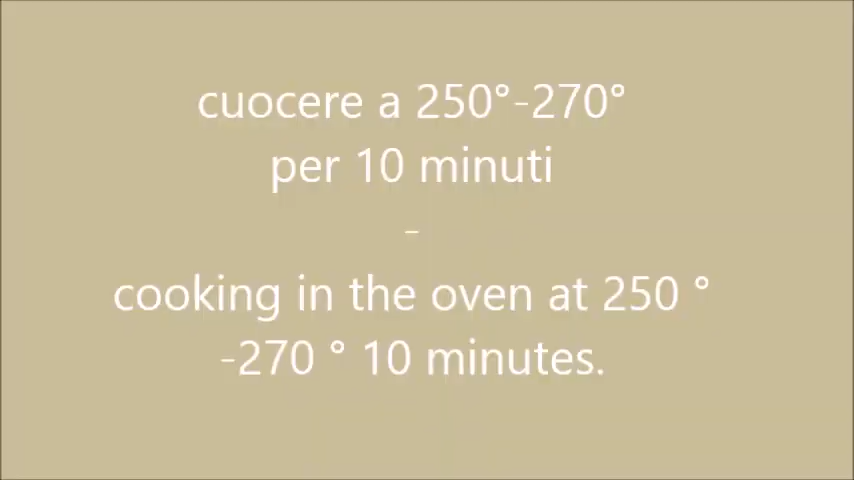 cuocere a 250°-270°
per 10 minuti
-
cooking in the oven at 250 °
-270 ° 10 minutes.